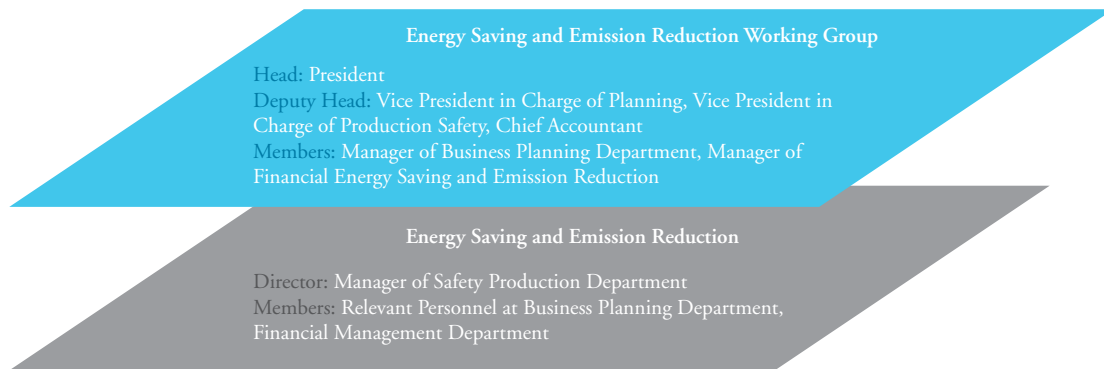 Energy Saving and Emission Reduction Working Group
Head: President
Deputy Head: Vice President in Charge of Planning, Vice President in
Charge of Production Safety, Chief Accountant
Members: Manager of Business Planning Department, Manager of
Financial Energy Saving and Emission Reduction
Energy Saving and Emission Reduction
Director: Manager of Safety Production Department
Members: Relevant Personnel at Business Planning Department,
Financial Management Department